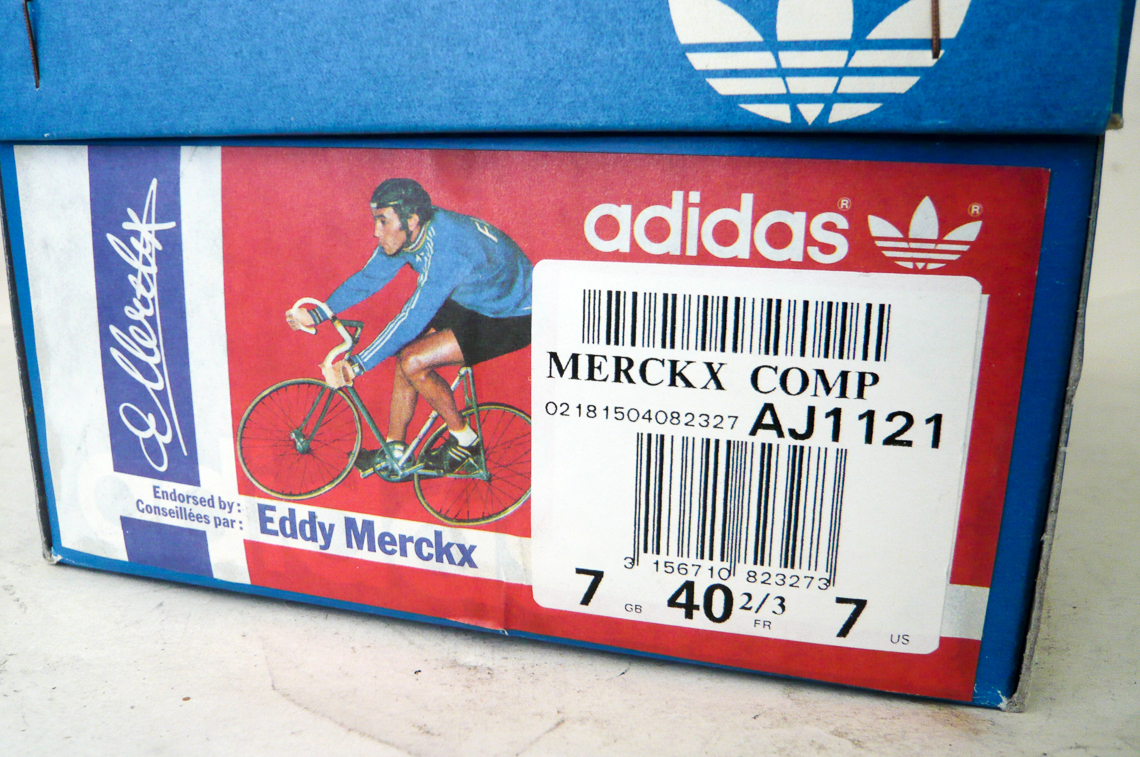 EMerckx
Endorsed by:
Conseillées par:
Eddy Merckx
adidas®
®
MERCKX COMP
02181504082327 AJ1121
3 156710 823273
7 GB 40 2/3 FR 7 US